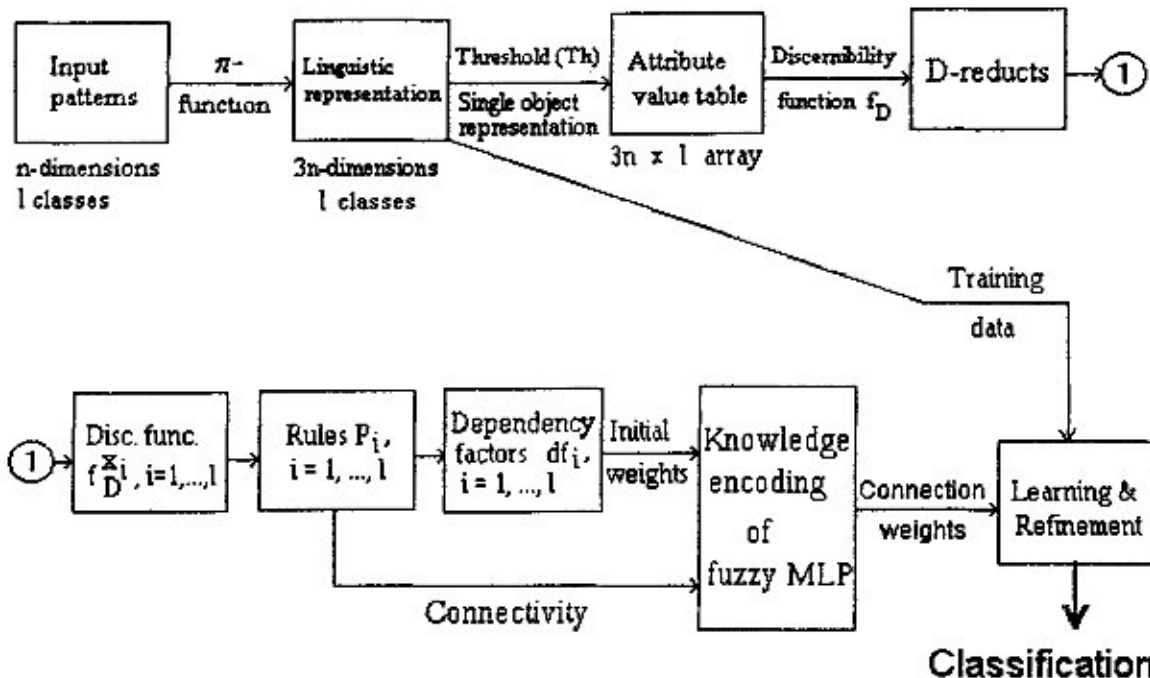 Input
patterns
n-dimensions
l classes
π-
function
Linguistic
representation
3n-dimensions
l classes
Threshold (Th)
Single object
representation
Attribute
value table
3n x l array
Discernibility
function f_D
D-reducts
1
Training
data
1
Disc. func.
f_D^x_i, i=1,...,l
Rules P_i,
i = 1, ..., l
Dependency
factors df_i,
i = 1, ..., l
Initial
weights
Connectivity
Knowledge
encoding
of
fuzzy MLP
Connection
weights
Learning &
Refinement
Classification